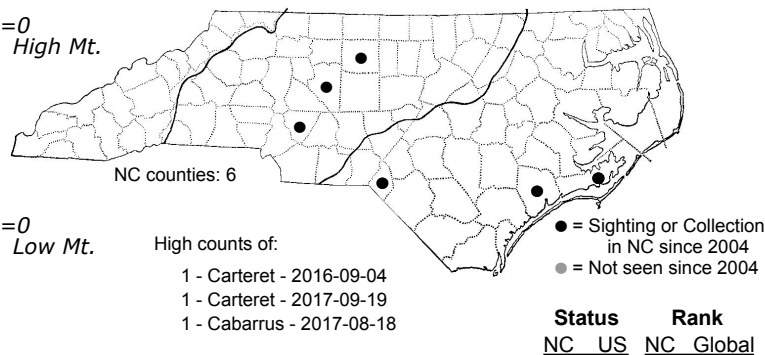 =0
High Mt.
NC counties: 6
=0
Low Mt.
High counts of:
1 - Carteret - 2016-09-04
1 - Carteret - 2017-09-19
1 - Cabarrus - 2017-08-18
= Sighting or Collection
in NC since 2004
= Not seen since 2004
Status Rank
NC US NC Global